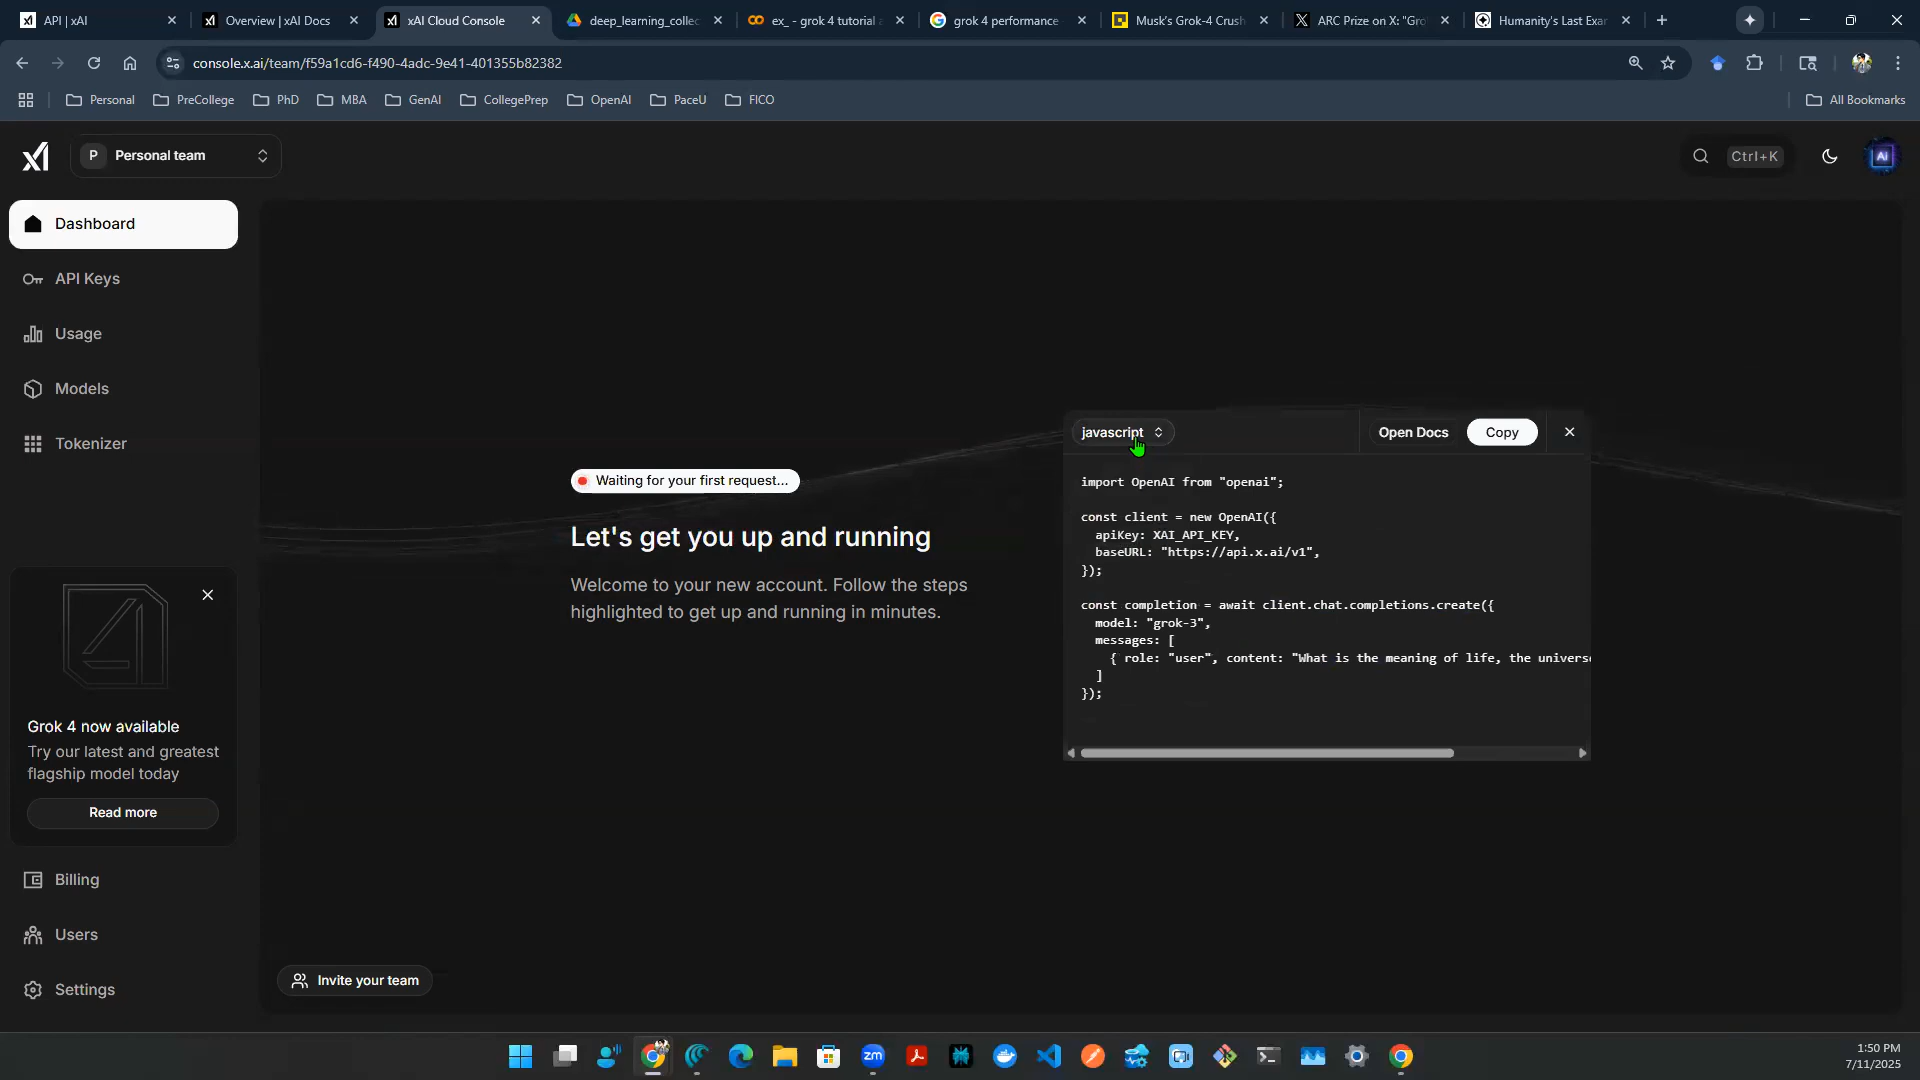 API | xAI
Overview | xAI Docs
xAI Cloud Console
deep_learning_collec
ex_ - grok 4 tutorial
grok 4 performance
Musk's Grok-4 Crush
ARC Prize on X: "Gro
Humanity's Last Exar
console.x.ai/team/f59a1cd6-f490-4adc-9e41-401355b82382
Personal
PreCollege
PhD
MBA
GenAI
CollegePrep
OpenAI
PaceU
FICO
All Bookmarks
xI
P Personal team
Ctrl+K
AI
Dashboard
API Keys
Usage
Models
Tokenizer
javascript
Open Docs
Copy
import OpenAI from "openai";
const client = new OpenAI({
apiKey: XAI_API_KEY,
baseURL: "https://api.x.ai/v1",
});
const completion = await client.chat.completions.create({
model: "grok-3",
messages: [
{ role: "user", content: "What is the meaning of life, the univers
]
});
Waiting for your first request...
Let's get you up and running
Welcome to your new account. Follow the steps
highlighted to get up and running in minutes.
Grok 4 now available
Try our latest and greatest
flagship model today
Read more
Billing
Users
Settings
Invite your team
zm
1:50 PM
7/11/2025